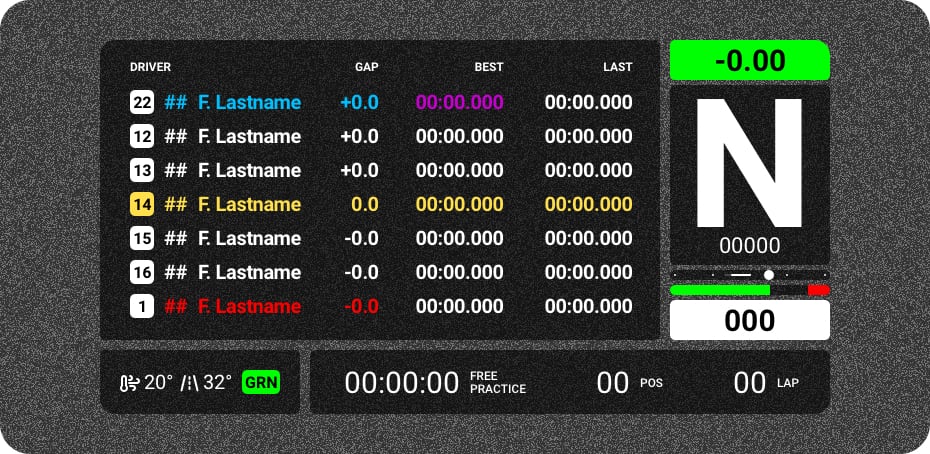 DRIVER GAP BEST LAST
22 ## F. Lastname +0.0 00:00.000 00:00.000
12 ## F. Lastname +0.0 00:00.000 00:00.000
13 ## F. Lastname +0.0 00:00.000 00:00.000
14 ## F. Lastname 0.0 00:00.000 00:00.000
15 ## F. Lastname -0.0 00:00.000 00:00.000
16 ## F. Lastname -0.0 00:00.000 00:00.000
1 ## F. Lastname -0.0 00:00.000 00:00.000
-0.00
N
00000
000
20° 32° GRN
00:00:00 FREE PRACTICE 00 POS 00 LAP